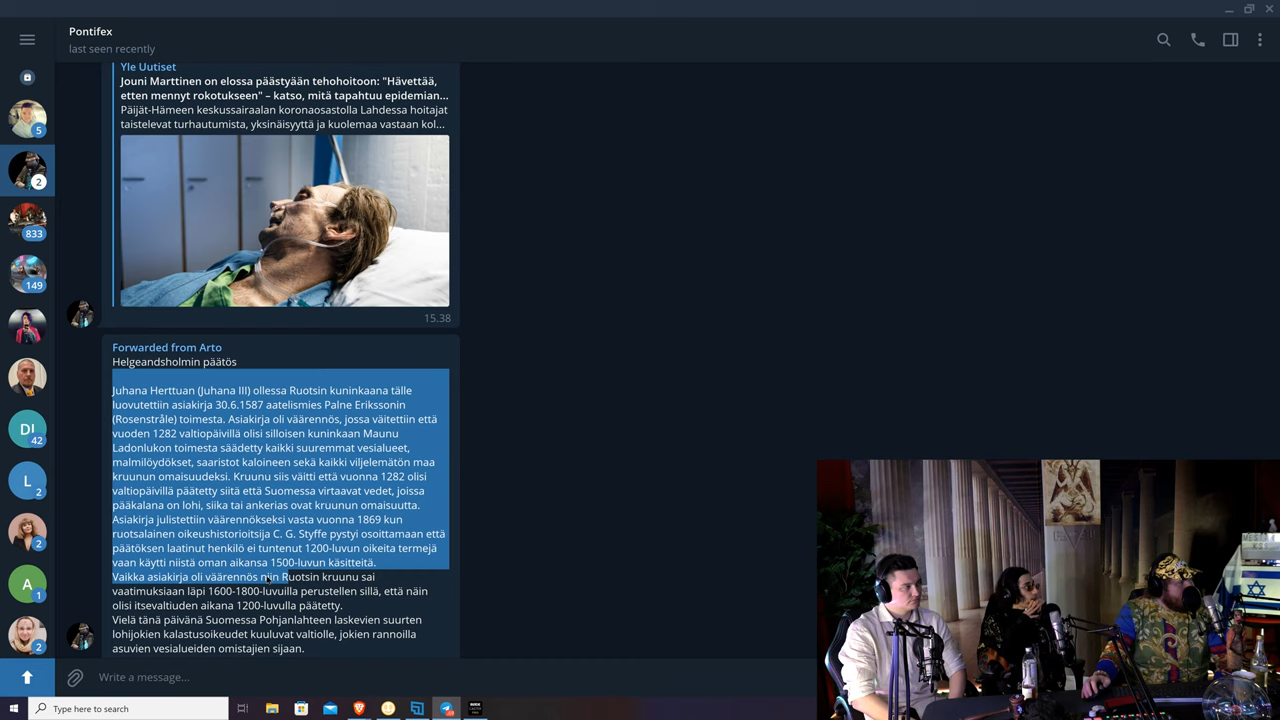 Pontifex
last seen recently
Yle Uutiset
Jouni Marttinen on elossa päästyään tehohoitoon: "Hävettää,
etten mennyt rokotukseen" – katso, mitä tapahtuu epidemian...
Päijät-Hämeen keskussairaalan koronaosastolla Lahdessa hoitajat
taistelevat turhautumista, yksinäisyyttä ja kuolemaa vastaan kol...
15.38
Forwarded from Arto
Helgeandsholmin päätös
Juhana Herttuan (Juhana III) ollessa Ruotsin kuninkaana tälle
luovutettiin asiakirja 30.6.1587 aatelismies Palne Erikssonin
(Rosenstråle) toimesta. Asiakirja oli väärennös, jossa väitettiin että
vuoden 1282 valtiopäivillä olisi silloisen kuninkaan Maunu
Ladonlukon toimesta säädetty kaikki suuremmat vesialueet,
malmilöydökset, saaristot kaloineen sekä kaikki viljelemätön maa
kruunun omaisuudeksi. Kruunu siis väitti että vuonna 1282 olisi
valtiopäivillä päätetty siitä että Suomessa virtaavat vedet, joissa
pääkalana on lohi, siika tai ankerias ovat kruunun omaisuutta.
Asiakirja julistettiin väärennökseksi vasta vuonna 1869 kun
ruotsalainen oikeushistorioitsija C. G. Styffe pystyi osoittamaan että
päätöksen laatinut henkilö ei tuntenut 1200-luvun oikeita termejä
vaan käytti niistä oman aikansa 1500-luvun käsitteitä.
Vaikka asiakirja oli väärennös niin Ruotsin kruunu sai
vaatimuksiaan läpi 1600-1800-luvuilla perustellen sillä, että näin
olisi itsevaltiuden aikana 1200-luvulla päätetty.
Vielä tänä päivänä Suomessa Pohjanlahteen laskevien suurten
lohijokien kalastusoikeudet kuuluvat valtiolle, jokien rannoilla
asuvien vesialueiden omistajien sijaan.
Write a message...
5
2
833
149
DI
42
L
2
2
A
1
2
Type here to search